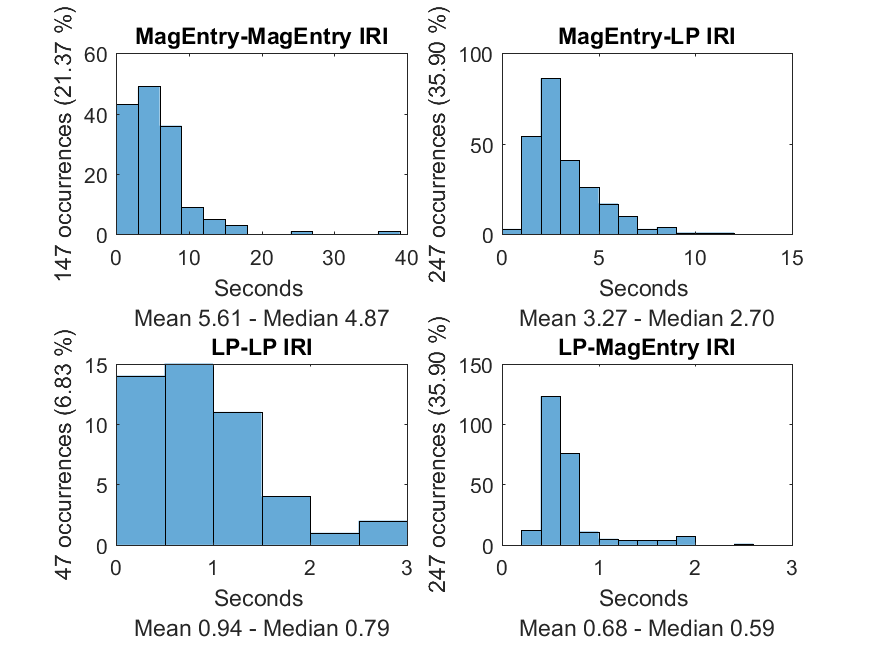 MagEntry-MagEntry IRI
147 occurrences (21.37 %)
60
40
20
0
0 10 20 30 40
Seconds
Mean 5.61 - Median 4.87
MagEntry-LP IRI
247 occurrences (35.90 %)
100
50
0
0 5 10 15
Seconds
Mean 3.27 - Median 2.70
LP-LP IRI
47 occurrences (6.83 %)
15
10
5
0
0 1 2 3
Seconds
Mean 0.94 - Median 0.79
LP-MagEntry IRI
247 occurrences (35.90 %)
150
100
50
0
0 1 2 3
Seconds
Mean 0.68 - Median 0.59